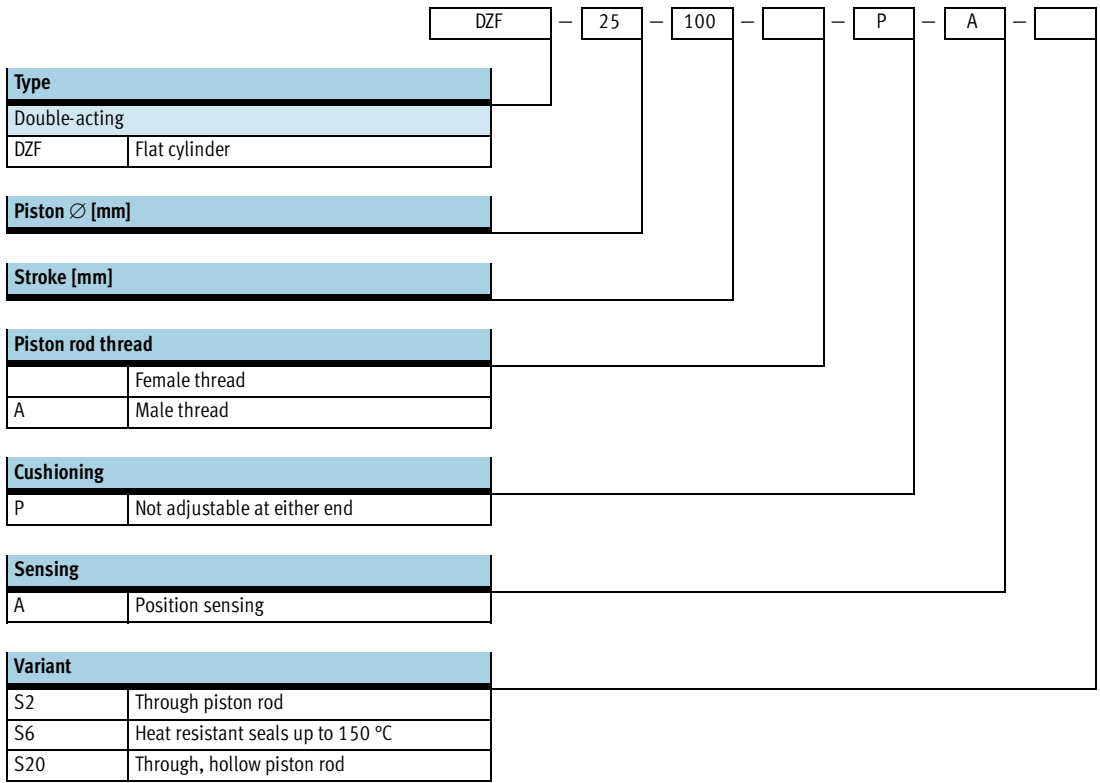 DZF – 25 – 100 – – P – A –
Type
Double-acting
DZF Flat cylinder
Piston ∅ [mm]
Stroke [mm]
Piston rod thread
Female thread
A Male thread
Cushioning
P Not adjustable at either end
Sensing
A Position sensing
Variant
S2 Through piston rod
S6 Heat resistant seals up to 150 °C
S20 Through, hollow piston rod